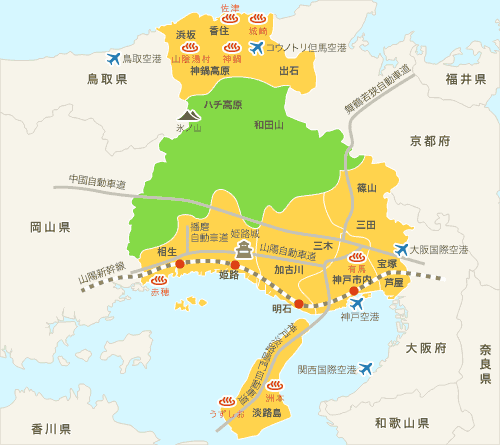 佐津
香住
城崎
浜坂
コウノトリ但馬空港
山陰湯村
神鍋
鳥取空港
神鍋高原
出石
鳥取県
福井県
舞鶴若狭自動車道
ハチ高原
氷ノ山
和田山
京都府
中國自動車道
篠山
岡山県
播磨
自動車道
姫路城
三田
三木
山陽自動車道
大阪国際空港
相生
有馬
宝塚
山陽新幹線
姫路
加古川
神戸市内
芦屋
赤穂
明石
神戸空港
神戸淡路鳴門自動車道
大阪府
奈良県
関西国際空港
洲本
うずしお
淡路島
香川県
和歌山県